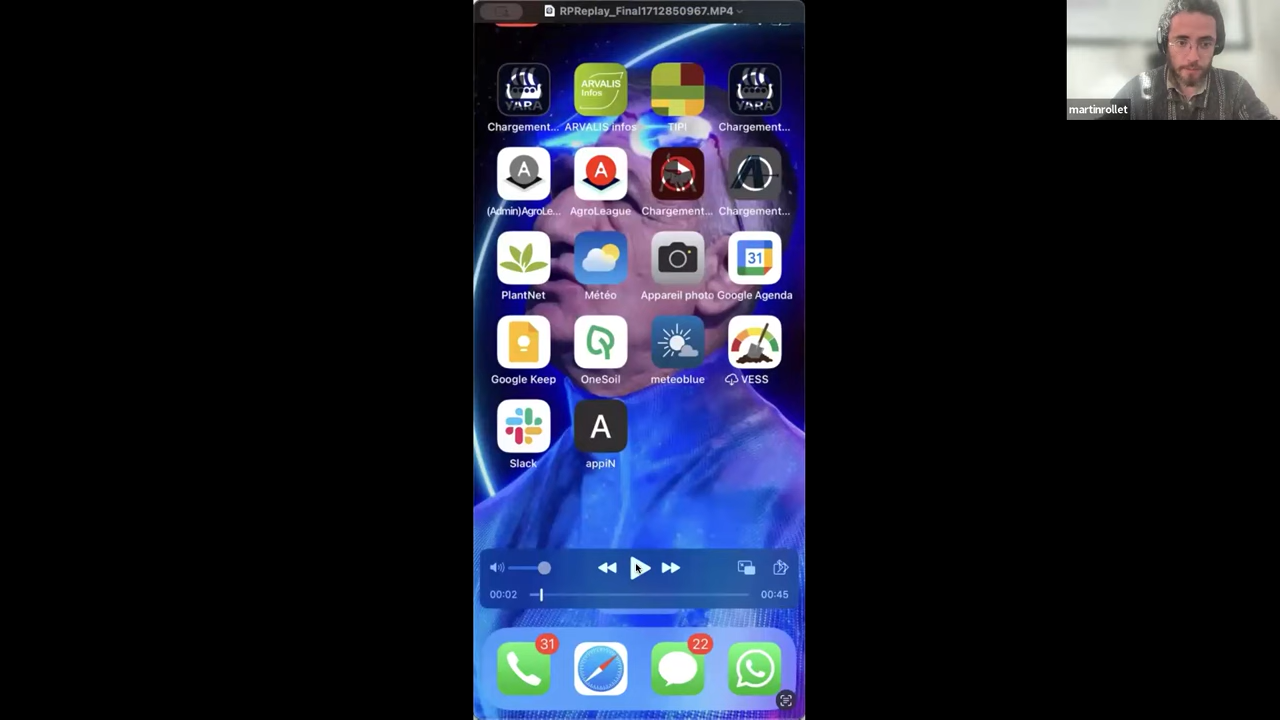 RPReplay_Final1712850967.MP4
martinrollet
YARA
ARVALIS
Infos
YARA
Chargement... ARVALIS infos TIPI Chargement...
A A A
(Admin)AgroLe... AgroLeague Chargement... Chargement...
31
PlantNet Météo Appareil photo Google Agenda
Google Keep OneSoil meteoblue VESS
A
Slack appiN
00:02 00:45
31 22